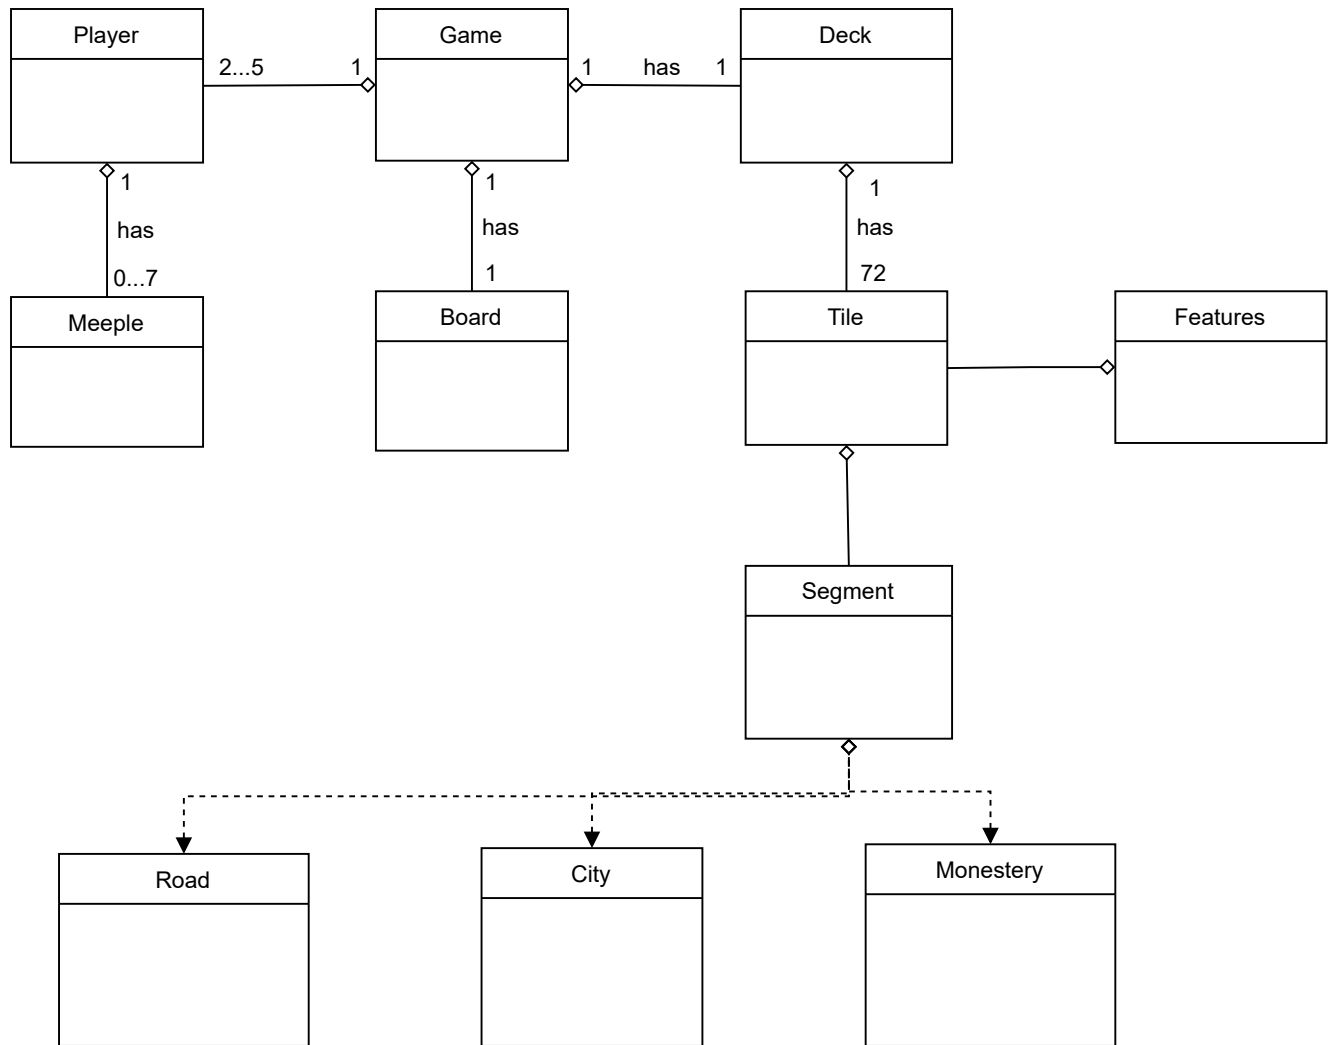 Player
Game
Deck
2...5
1
1
has
1
1
has
0...7
1
has
1
1
has
72
Meeple
Board
Tile
Features
Segment
Road
City
Monestery